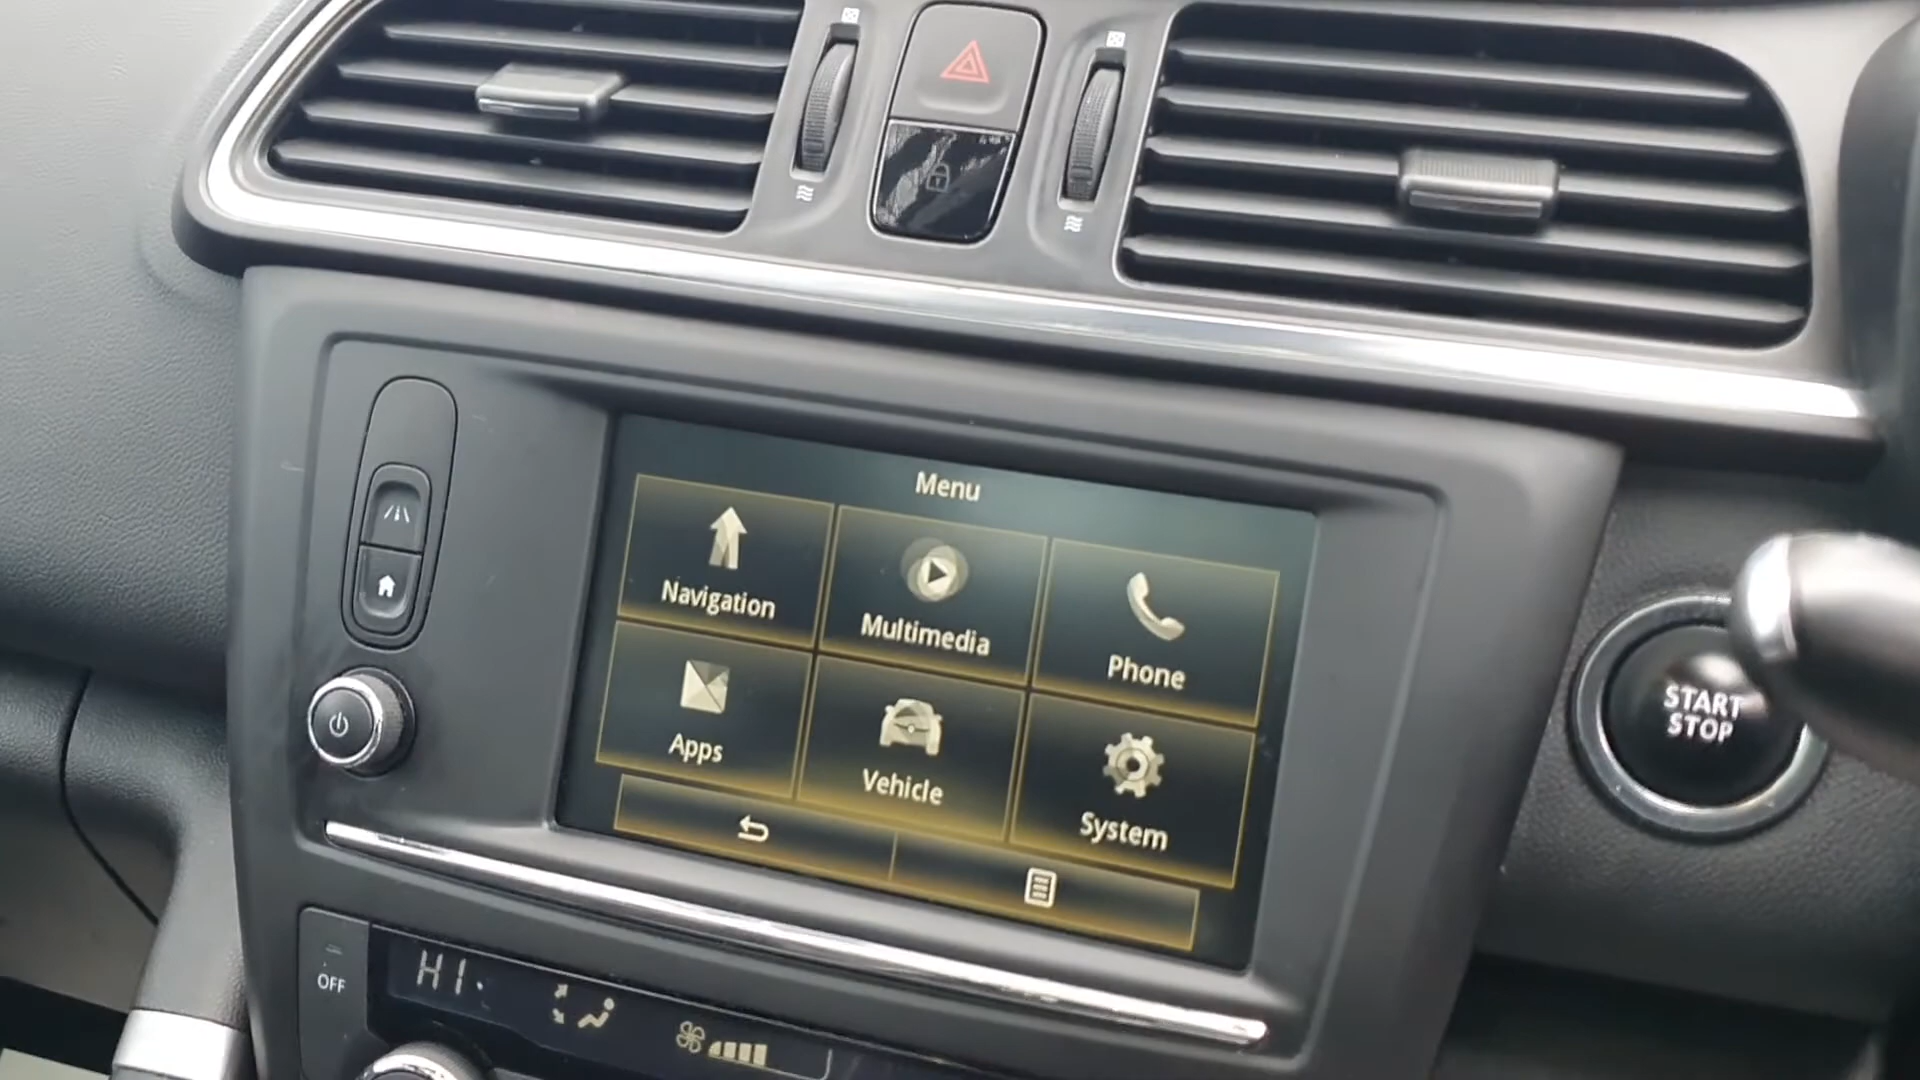 Menu
Navigation
Multimedia
Phone
Apps
Vehicle
System
START
STOP
OFF
HI